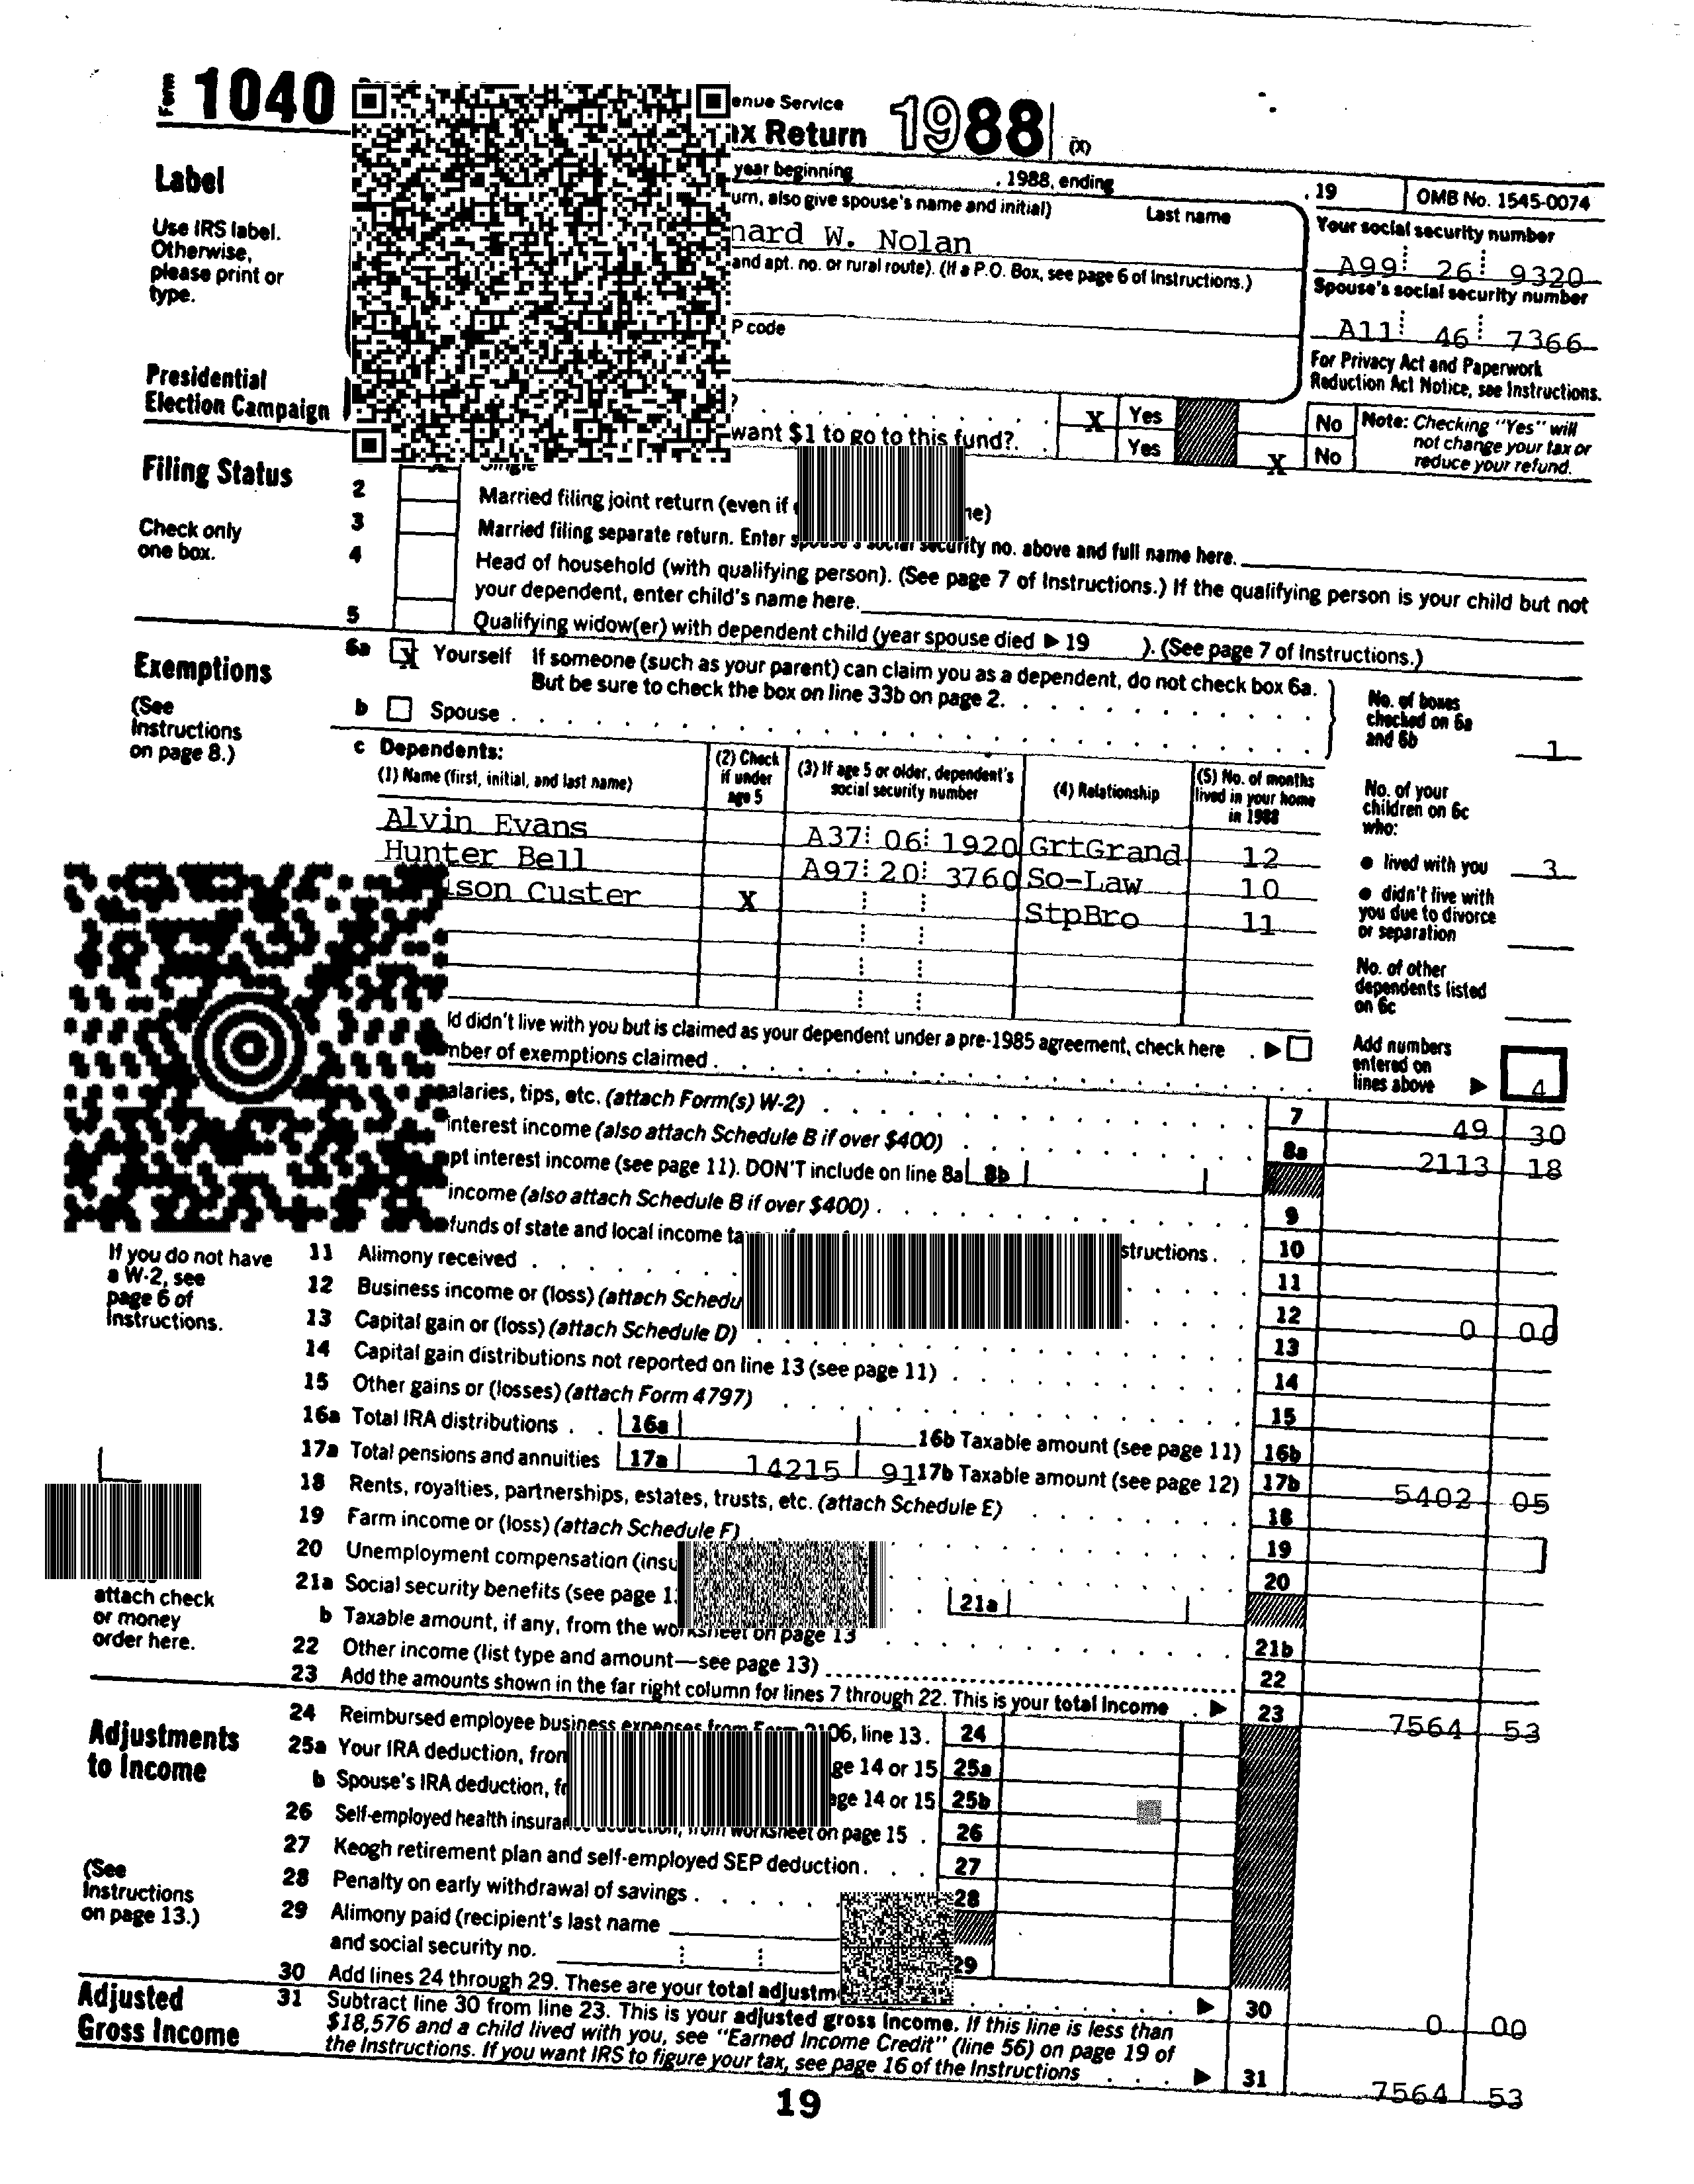 Form 1040
enue Service
ax Return 1988 (X)
year beginning , 1988, ending , 19 OMB No. 1545-0074
Label
Use IRS label.
Otherwise,
please print or
type.
urn, also give spouse's name and initial) Last name
nard W. Nolan
Your social security number
A99 26 9320
and apt. no. or rural route). (If a P.O. Box, see page 6 of Instructions.)
Spouse's social security number
A11 46 7366
P code
For Privacy Act and Paperwork
Reduction Act Notice, see Instructions.
Presidential
Election Campaign
? X Yes No
want $1 to go to this fund? Yes X No
Note: Checking "Yes" will
not change your tax or
reduce your refund.
Filing Status
Check only
one box.
Single
2 Married filing joint return (even if ne)
3 Married filing separate return. Enter spouse's social security no. above and full name here.
4 Head of household (with qualifying person). (See page 7 of Instructions.) If the qualifying person is your child but not
your dependent, enter child's name here.
5 Qualifying widow(er) with dependent child (year spouse died ▶ 19 ). (See page 7 of Instructions.)
Exemptions
(See
Instructions
on page 8.)
6a X Yourself If someone (such as your parent) can claim you as a dependent, do not check box 6a.
But be sure to check the box on line 33b on page 2.
b Spouse
No. of boxes
checked on 6a
and 6b 1
c Dependents:
(1) Name (first, initial, and last name)
(2) Check
if under
age 5
(3) If age 5 or older, dependent's
social security number
(4) Relationship
(5) No. of months
lived in your home
in 1988
Alvin Evans A37 06 1920 GrtGrand 12
Hunter Bell A97 20 3760 So-Law 10
lson Custer X StpBro 11
No. of your
children on 6c
who:
• lived with you 3
• didn't live with
you due to divorce
or separation
No. of other
dependents listed
on 6c
ld didn't live with you but is claimed as your dependent under a pre-1985 agreement, check here ▶
mber of exemptions claimed
Add numbers
entered on
lines above ▶ 4
alaries, tips, etc. (attach Form(s) W-2) 7 49 30
interest income (also attach Schedule B if over $400) 8a 2113 18
pt interest income (see page 11). DON'T include on line 8a 8b
income (also attach Schedule B if over $400) 9
funds of state and local income ta structions 10
If you do not have
a W-2, see
page 6 of
Instructions.
11 Alimony received 11
12 Business income or (loss) (attach Schedu 12 0 00
13 Capital gain or (loss) (attach Schedule D) 13
14 Capital gain distributions not reported on line 13 (see page 11) 14
15 Other gains or (losses) (attach Form 4797) 15
16a Total IRA distributions 16a 16b Taxable amount (see page 11) 16b
17a Total pensions and annuities 17a 14215 91 17b Taxable amount (see page 12) 17b 5402 05
18 Rents, royalties, partnerships, estates, trusts, etc. (attach Schedule E) 18
19 Farm income or (loss) (attach Schedule F) 19
20 Unemployment compensation (insu 20
21a Social security benefits (see page 1 21a
b Taxable amount, if any, from the worksheet on page 13 21b
attach check
or money
order here.
22 Other income (list type and amount—see page 13) 22
23 Add the amounts shown in the far right column for lines 7 through 22. This is your total income ▶ 23 7564 53
Adjustments
to Income
(See
Instructions
on page 13.)
24 Reimbursed employee business expenses from Form 2106, line 13. 24
25a Your IRA deduction, from ge 14 or 15 25a
b Spouse's IRA deduction, fr age 14 or 15 25b
26 Self-employed health insurance deduction, from worksheet on page 15 26
27 Keogh retirement plan and self-employed SEP deduction 27
28 Penalty on early withdrawal of savings 28
29 Alimony paid (recipient's last name
and social security no. 29
30 Add lines 24 through 29. These are your total adjustm ▶ 30 0 00
Adjusted
Gross Income
31 Subtract line 30 from line 23. This is your adjusted gross income. If this line is less than
$18,576 and a child lived with you, see "Earned Income Credit" (line 56) on page 19 of
the Instructions. If you want IRS to figure your tax, see page 16 of the Instructions ▶ 31 7564 53
19